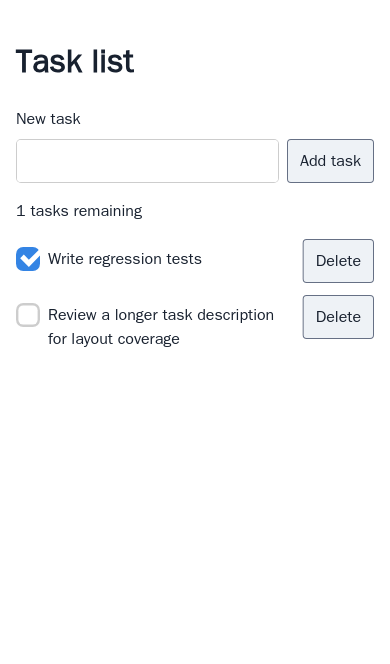 Task list
New task
Add task
1 tasks remaining
Write regression tests
Delete
Review a longer task description
for layout coverage
Delete